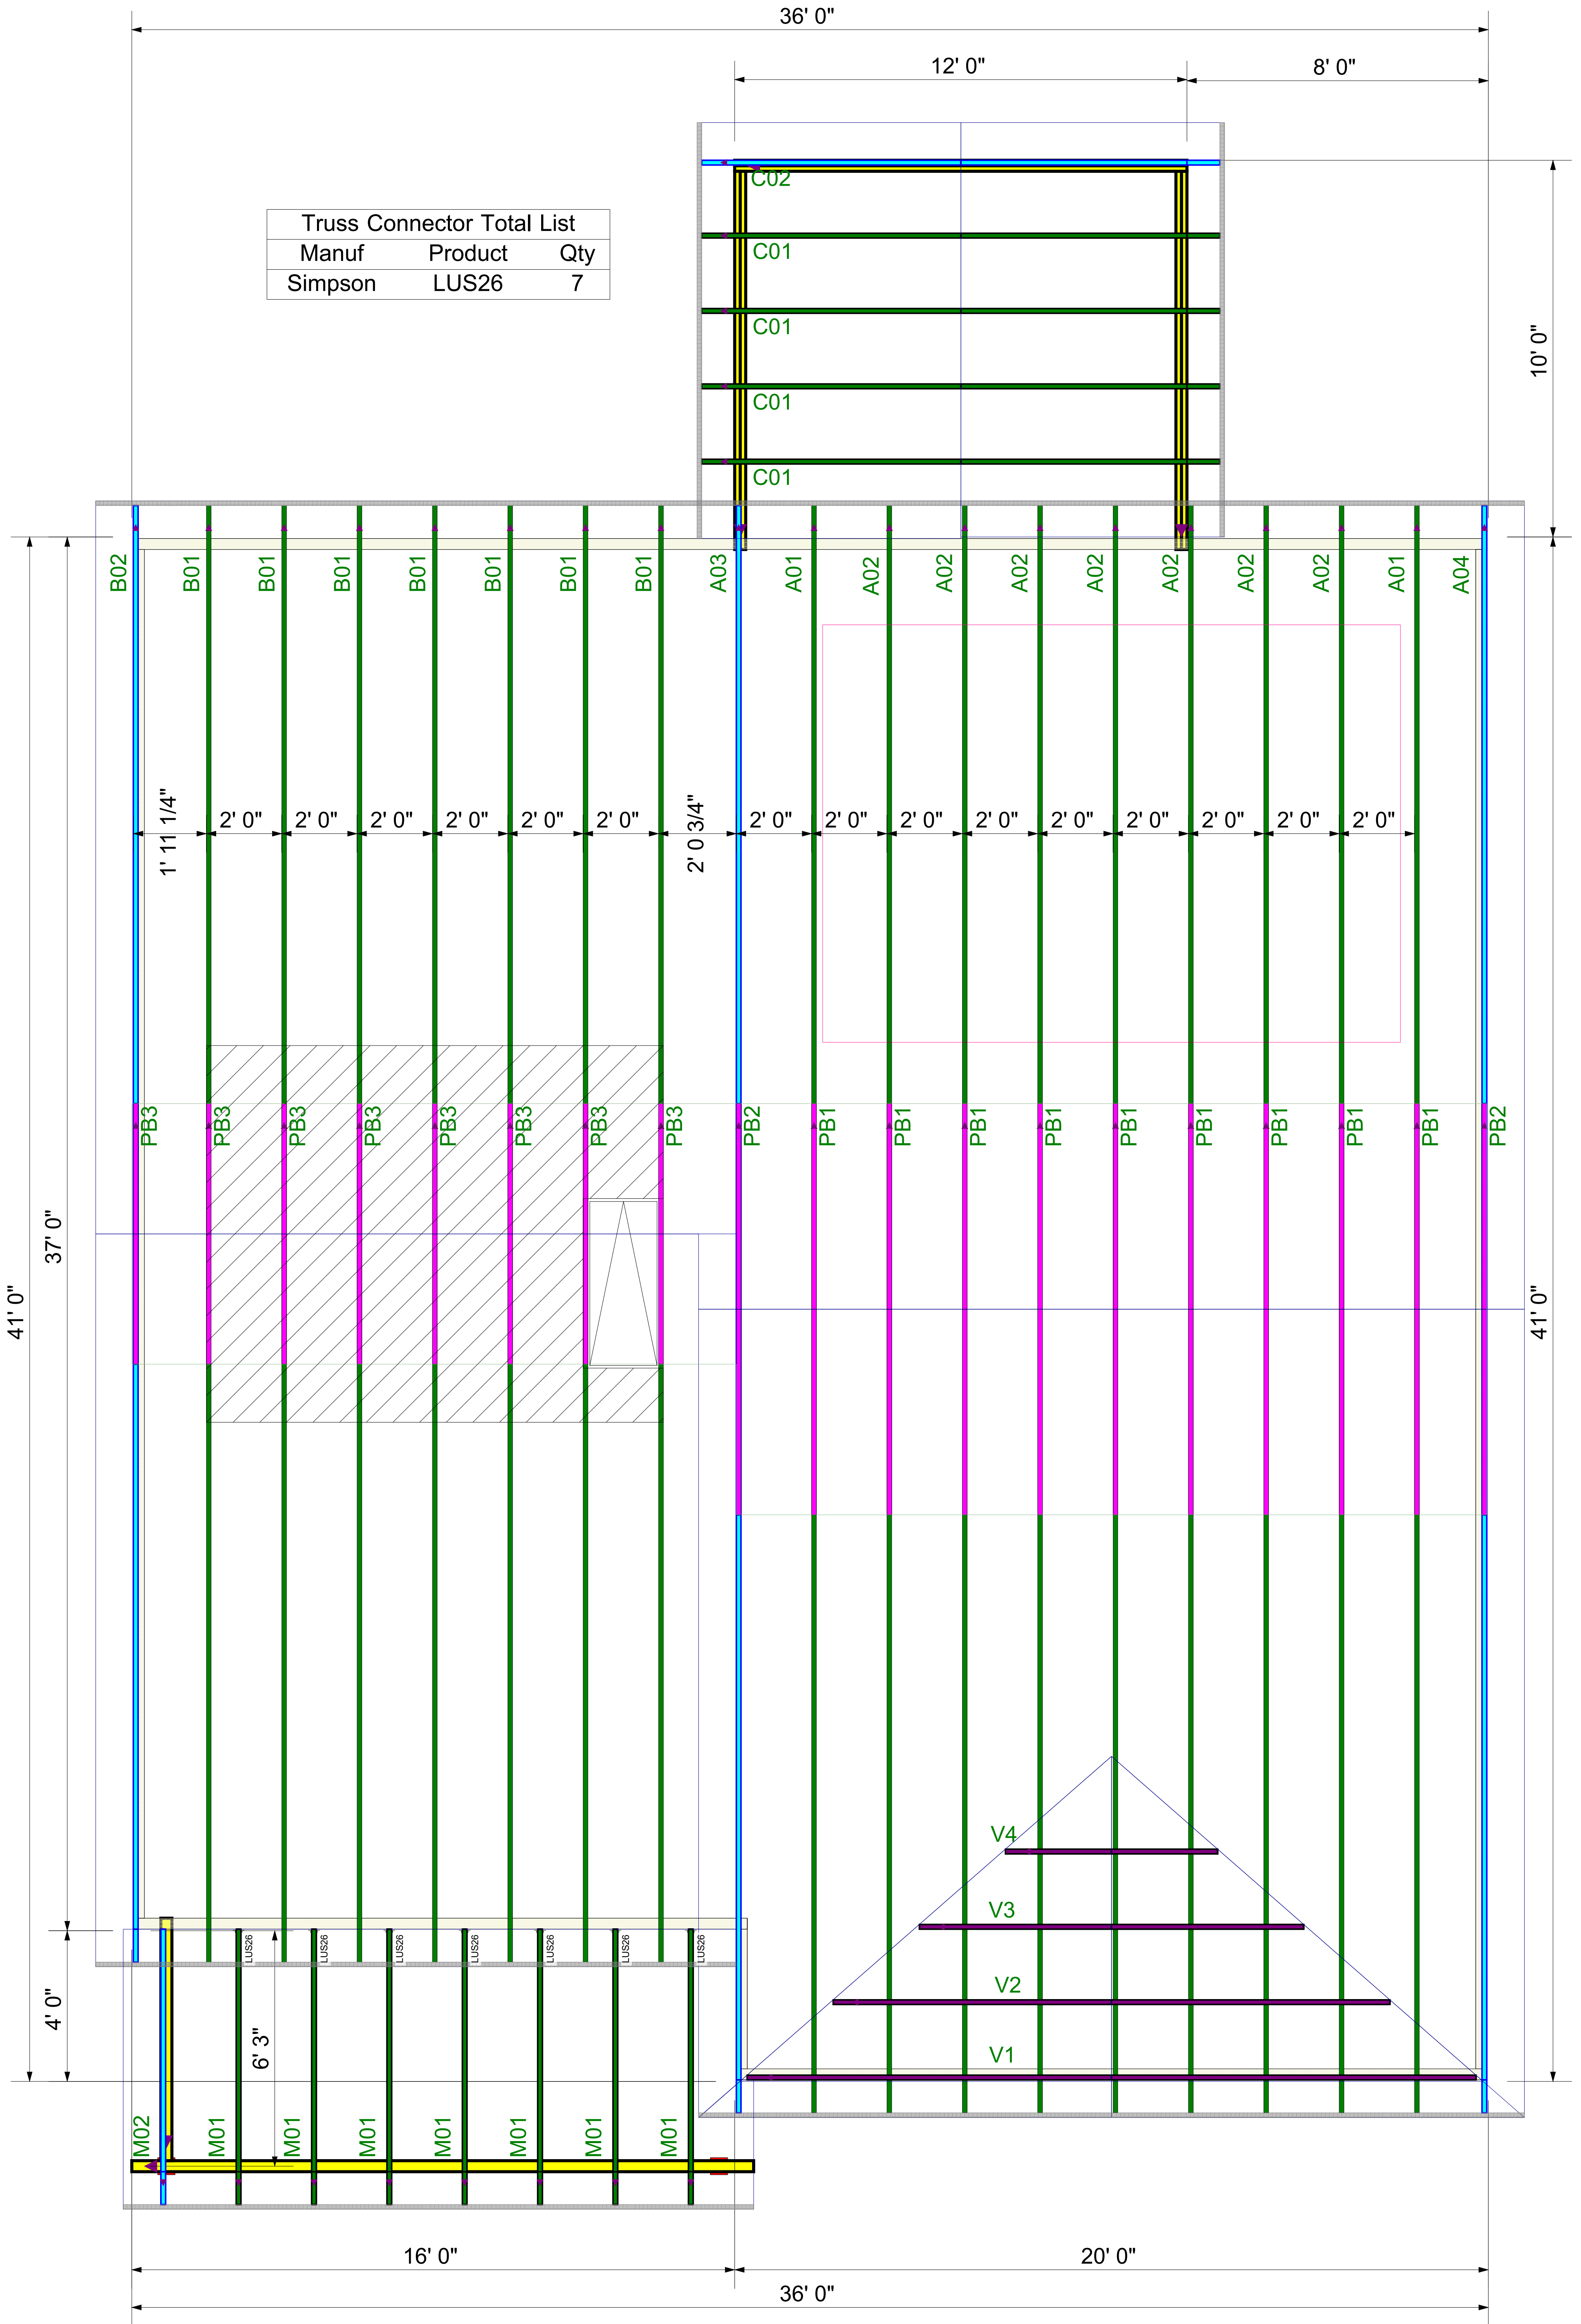 36' 0"
12' 0"
8' 0"
C02
Truss Connector Total List
Manuf Product Qty
Simpson LUS26 7
C01
C01
C01
C01
10' 0"
B02 B01 B01 B01 B01 B01 B01 B01 A03 A01 A02 A02 A02 A02 A02 A02 A02 A01 A04
1' 11 1/4" 2' 0" 2' 0" 2' 0" 2' 0" 2' 0" 2' 0" 2' 0 3/4" 2' 0" 2' 0" 2' 0" 2' 0" 2' 0" 2' 0" 2' 0" 2' 0" 2' 0"
PB3 PB3 PB3 PB3 PB3 PB3 PB3 PB3 PB2 PB1 PB1 PB1 PB1 PB1 PB1 PB1 PB1 PB1 PB2
37' 0"
41' 0"
41' 0"
V4
V3
LUS26 LUS26 LUS26 LUS26 LUS26 LUS26 LUS26
V2
4' 0"
6' 3"
V1
M02 M01 M01 M01 M01 M01 M01 M01
16' 0"
20' 0"
36' 0"